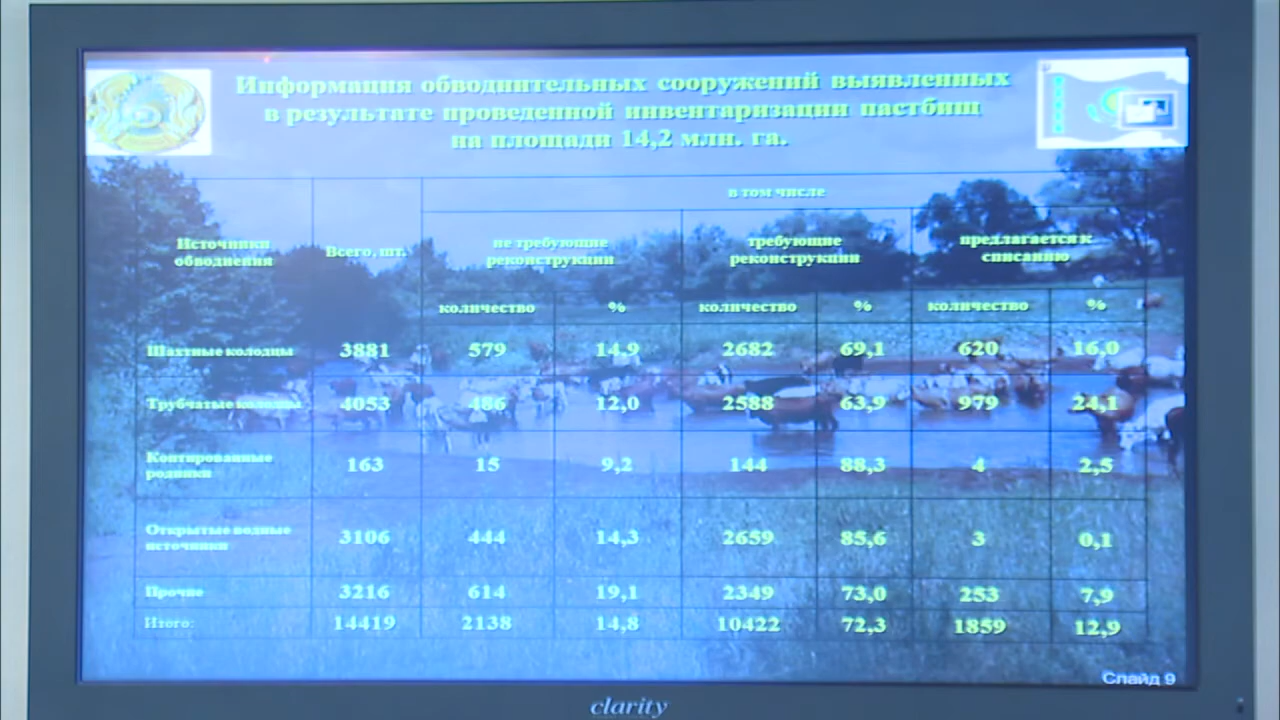 Информация обводнительных сооружений выявленных
в результате проведенной инвентаризации пастбищ
на площади 14,2 млн. га.
в том числе
Источники обводнения Всего, шт. не требующие реконструкции требующие реконструкции предлагается к списанию
количество % количество % количество %
Шахтные колодцы 3881 579 14,9 2682 69,1 620 16,0
Трубчатые колодцы 4053 486 12,0 2588 63,9 979 24,1
Коптированные родники 163 15 9,2 144 88,3 4 2,5
Открытые водные источники 3106 444 14,3 2659 85,6 3 0,1
Прочие 3216 614 19,1 2349 73,0 253 7,9
Итого: 14419 2138 14,8 10422 72,3 1859 12,9
Слайд 9
clarity